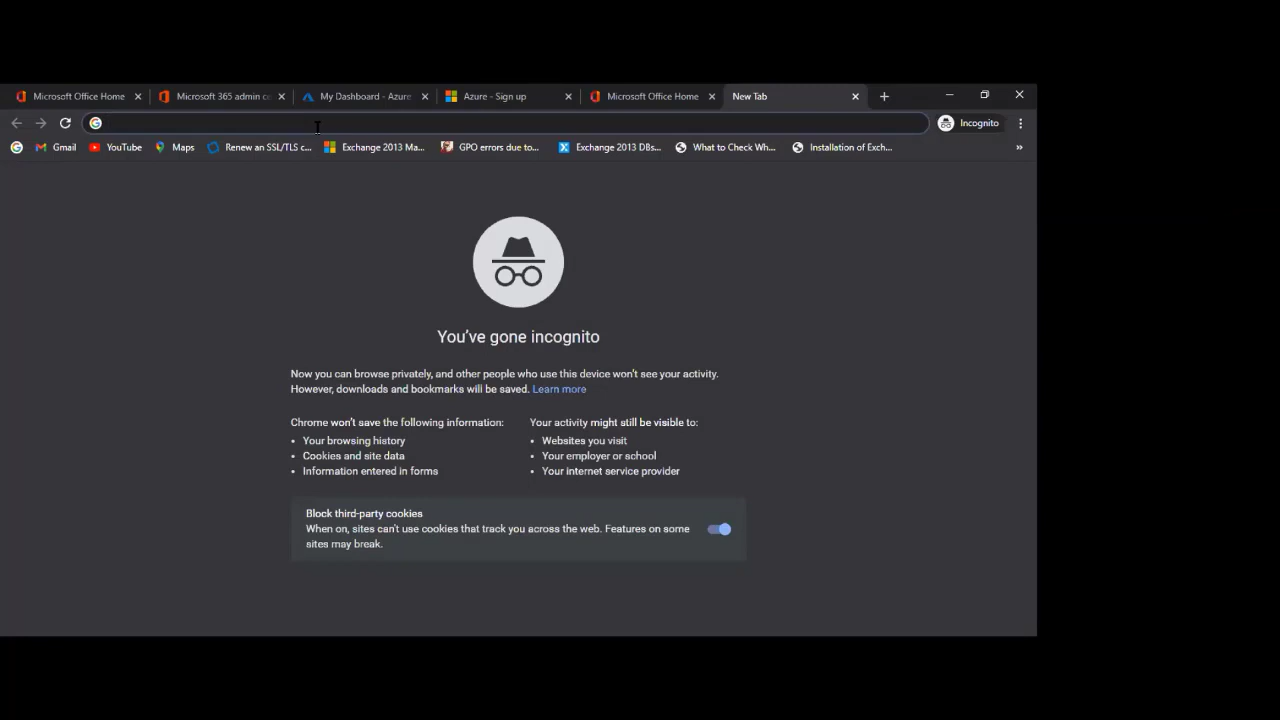 Microsoft Office Home
Microsoft 365 admin c
My Dashboard - Azure
Azure - Sign up
Microsoft Office Home
New Tab
Incognito
Gmail
YouTube
Maps
Renew an SSL/TLS c...
Exchange 2013 Ma...
GPO errors due to...
Exchange 2013 DBs...
What to Check Wh...
Installation of Exch...
You've gone incognito
Now you can browse privately, and other people who use this device won't see your activity.
However, downloads and bookmarks will be saved. Learn more
Chrome won't save the following information:
• Your browsing history
• Cookies and site data
• Information entered in forms
Your activity might still be visible to:
• Websites you visit
• Your employer or school
• Your internet service provider
Block third-party cookies
When on, sites can't use cookies that track you across the web. Features on some
sites may break.